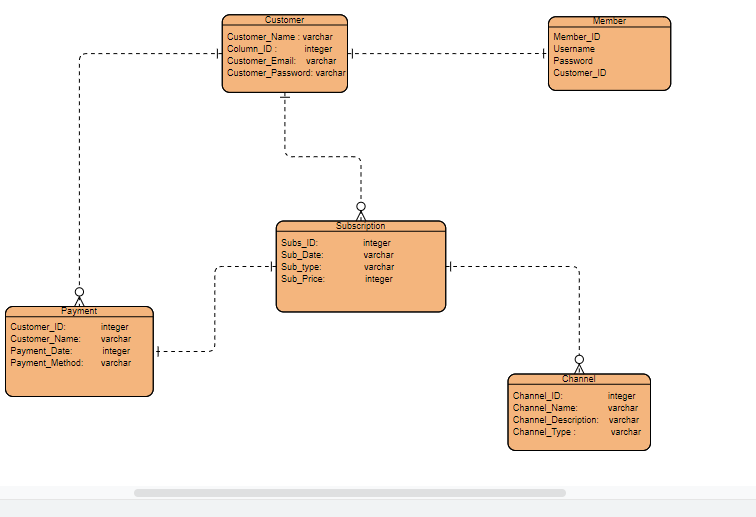 Customer
Customer_Name : varchar
Column_ID : integer
Customer_Email: varchar
Customer_Password: varchar
Member
Member_ID
Username
Password
Customer_ID
Subscription
Subs_ID: integer
Sub_Date: varchar
Sub_type: varchar
Sub_Price: integer
Payment
Customer_ID: integer
Customer_Name: varchar
Payment_Date: integer
Payment_Method: varchar
Channel
Channel_ID: integer
Channel_Name: varchar
Channel_Description: varchar
Channel_Type : varchar